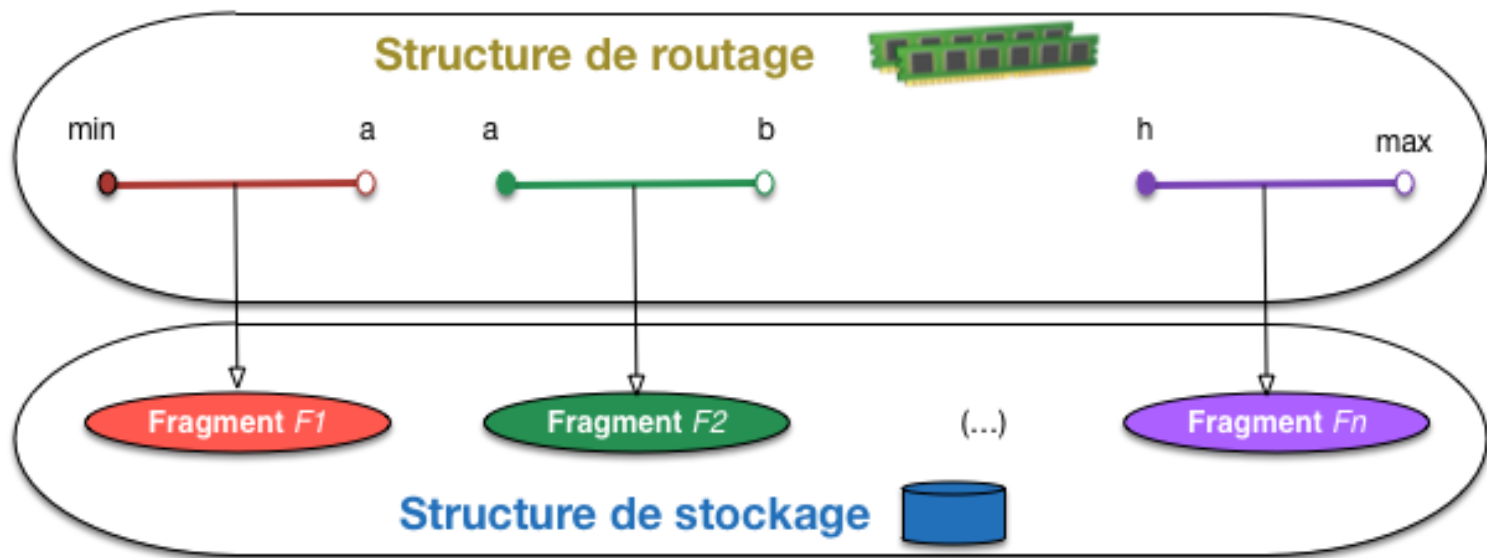 Structure de routage
min a a b h max
Fragment F1 Fragment F2 (...) Fragment Fn
Structure de stockage